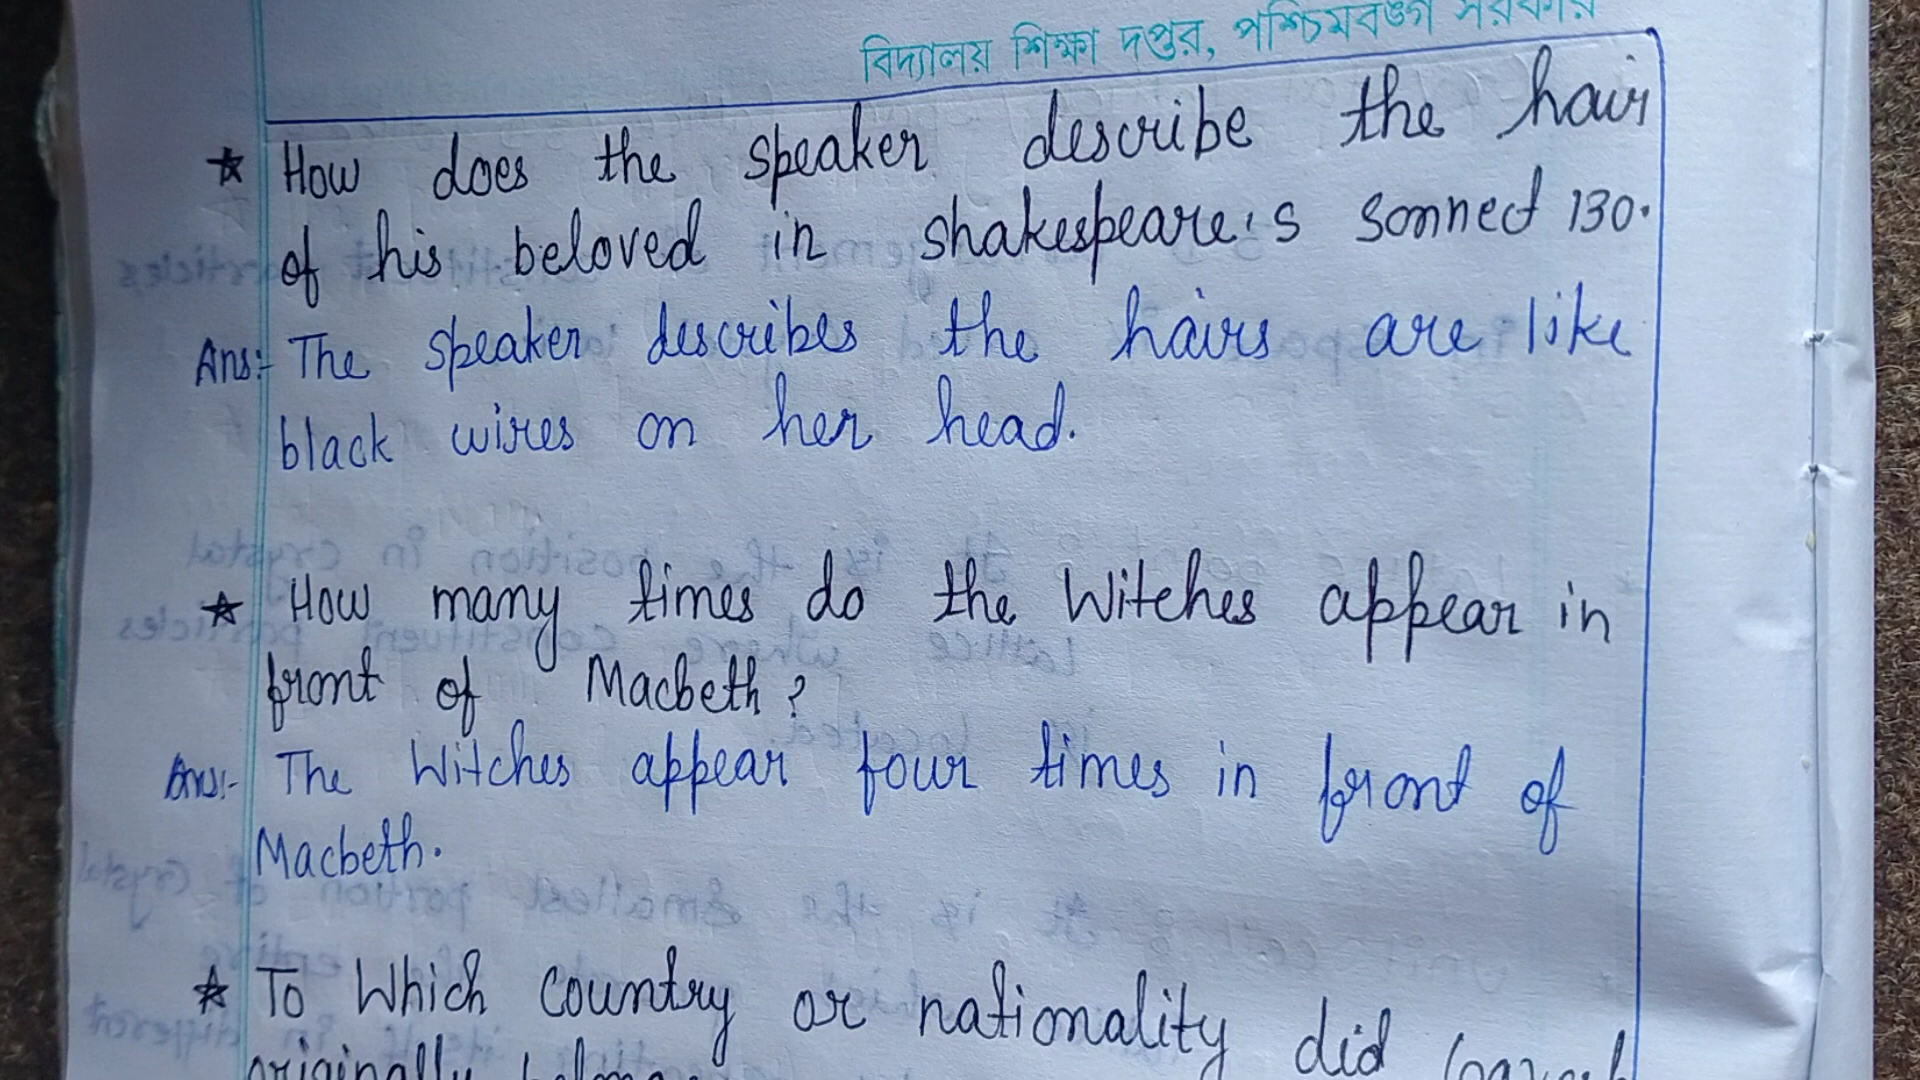 বিদ্যালয় শিক্ষা দপ্তর, পশ্চিমবঙ্গ সরকার
★ How does the speaker describe the hair
of his beloved in shakespeare's Sonned 130.
Ans:- The speaker describes the hairs are like
black wires on her head.
★ How many times do the Witches appear in
front of Macbeth?
Ans:- The Witches appear four times in front of
Macbeth.
★ To Which Country or nationality did
originally